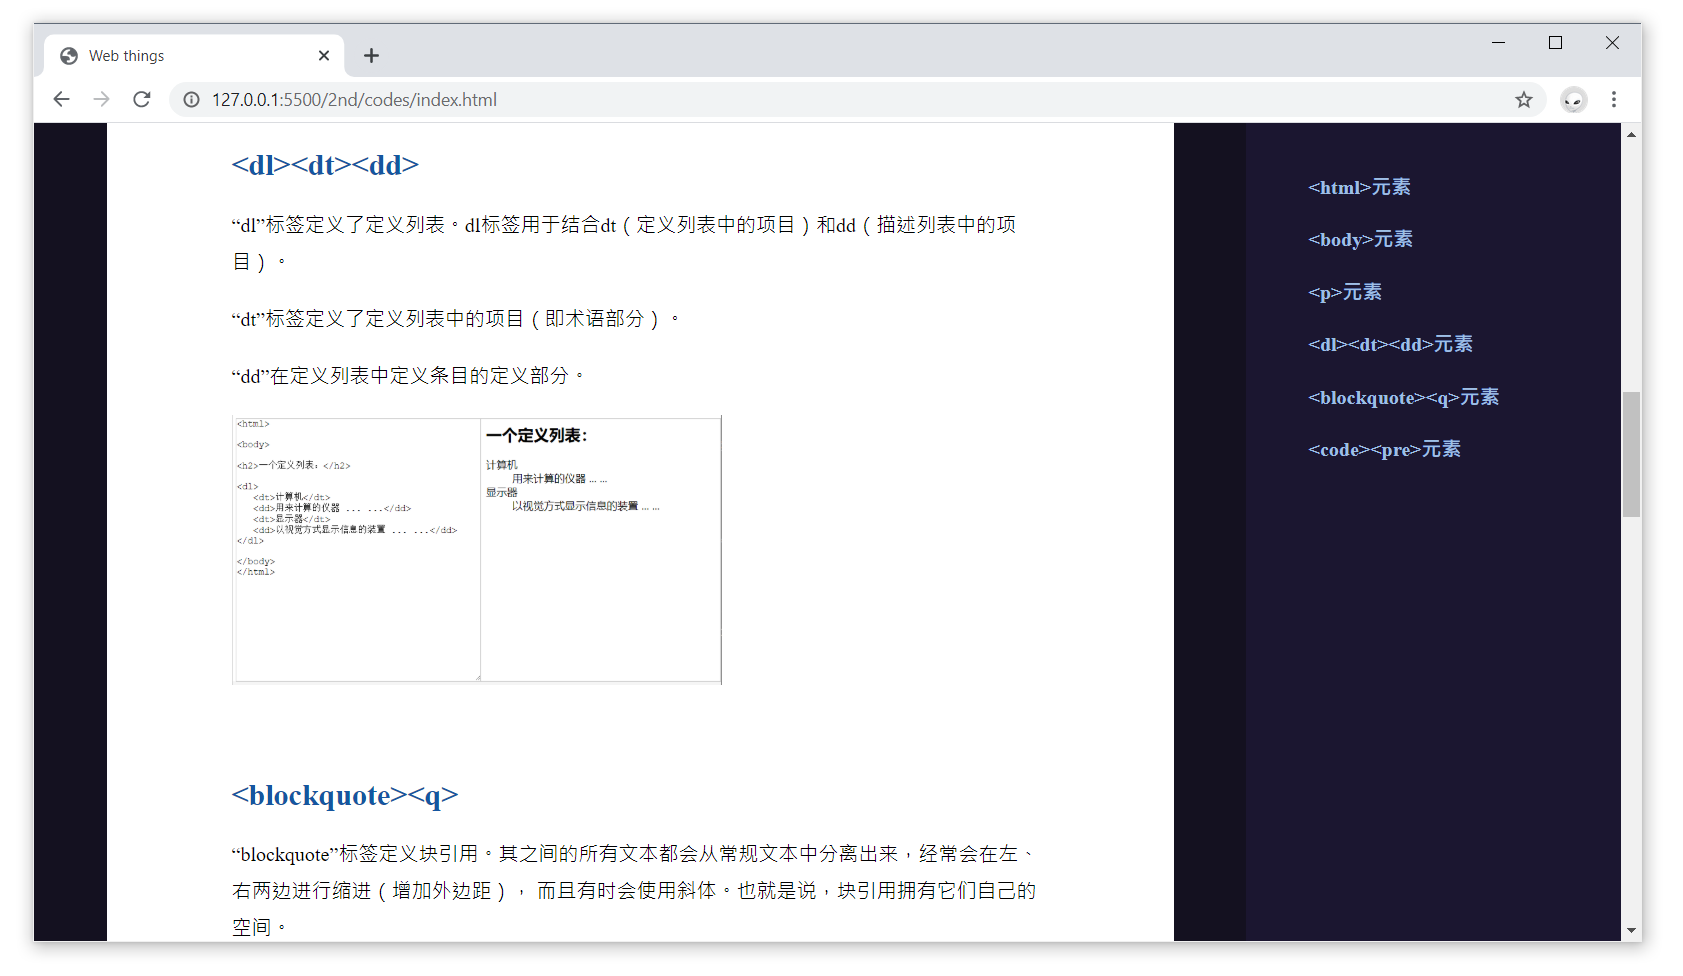 Web things
127.0.0.1:5500/2nd/codes/index.html
<dl><dt><dd>
“dl”标签定义了定义列表。dl标签用于结合dt（定义列表中的项目）和dd（描述列表中的项
目）。
“dt”标签定义了定义列表中的项目（即术语部分）。
“dd”在定义列表中定义条目的定义部分。
<html>
<body>
<h2>一个定义列表：</h2>
<dl>
<dt>计算机</dt>
<dd>用来计算的仪器 ... ...</dd>
<dt>显示器</dt>
<dd>以视觉方式显示信息的装置 ... ...</dd>
</dl>
</body>
</html>
一个定义列表：
计算机
用来计算的仪器 ... ...
显示器
以视觉方式显示信息的装置 ... ...
<blockquote><q>
“blockquote”标签定义块引用。其之间的所有文本都会从常规文本中分离出来，经常会在左、
右两边进行缩进（增加外边距）， 而且有时会使用斜体。也就是说，块引用拥有它们自己的
空间。
<html>元素
<body>元素
<p>元素
<dl><dt><dd>元素
<blockquote><q>元素
<code><pre>元素